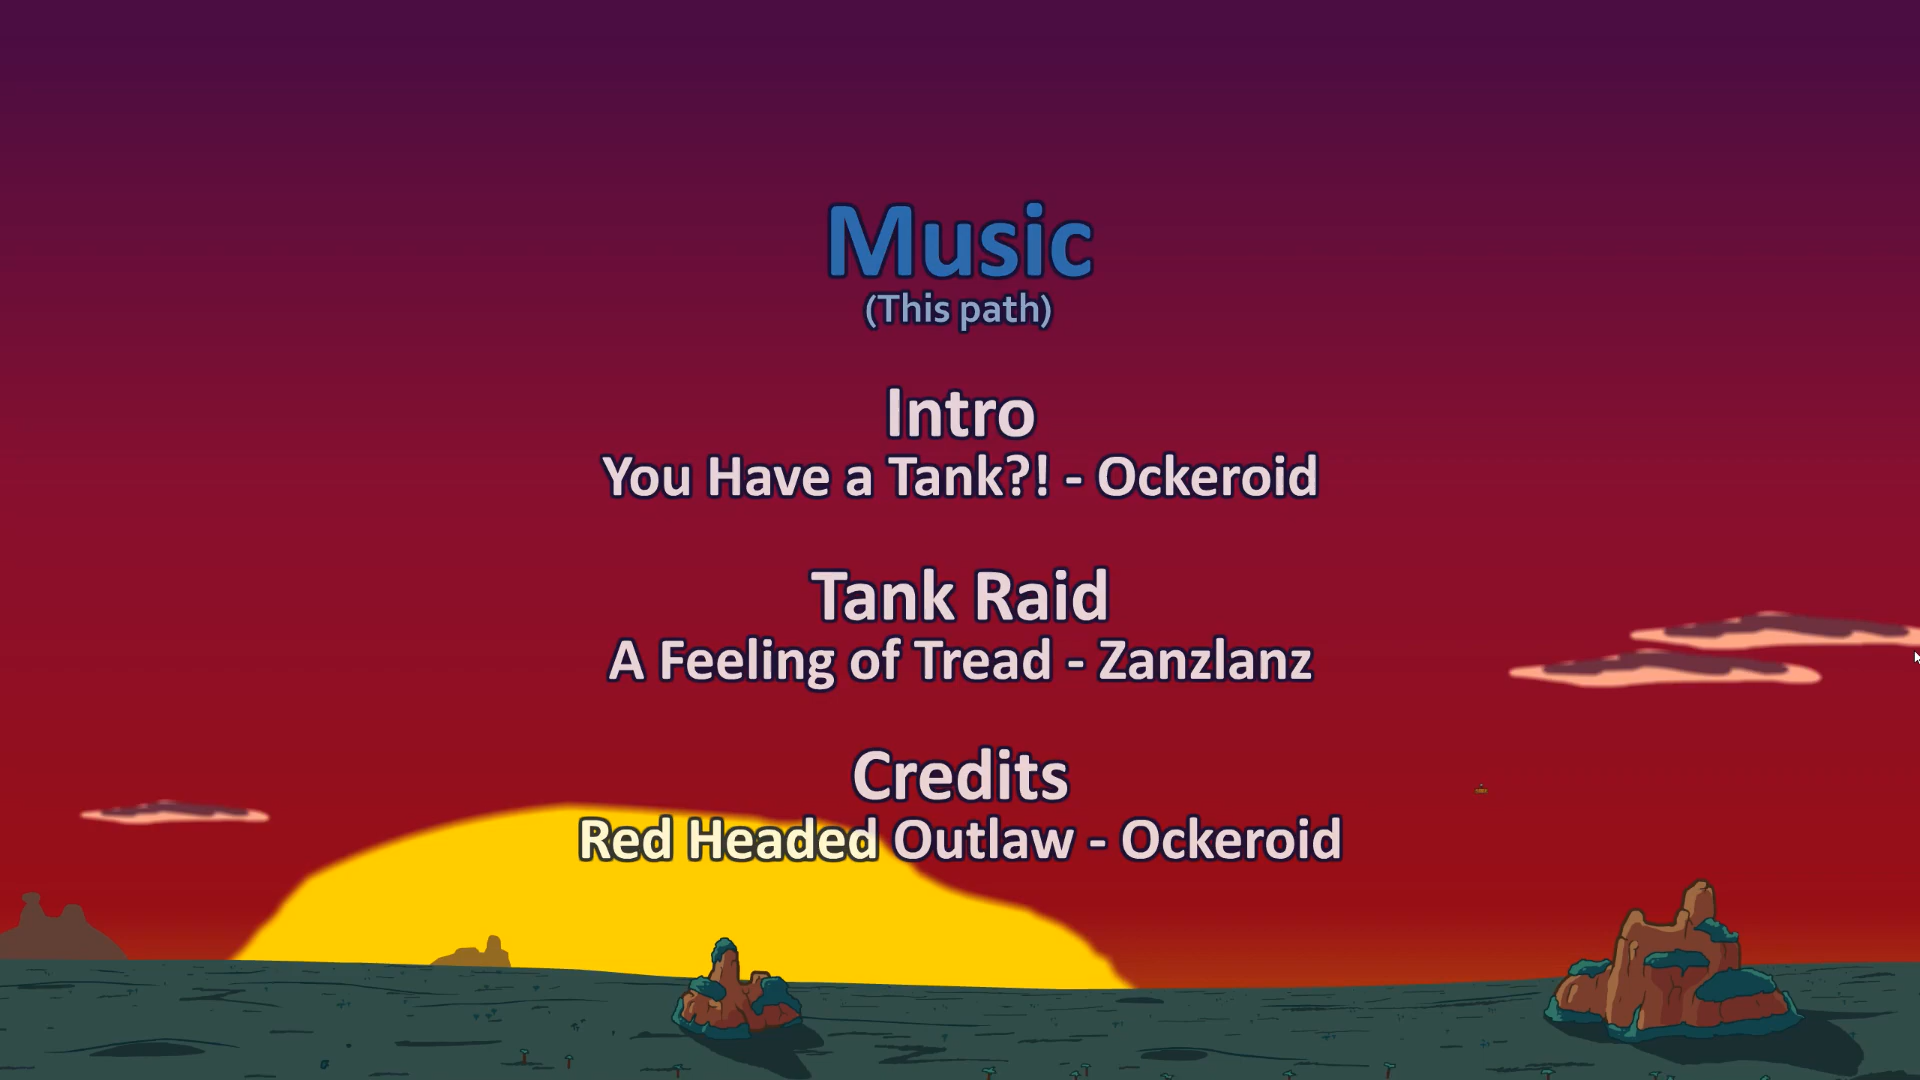 Music
(This path)
Intro
You Have a Tank?! - Ockeroid
Tank Raid
A Feeling of Tread - Zanzlanz
Credits
Red Headed Outlaw - Ockeroid